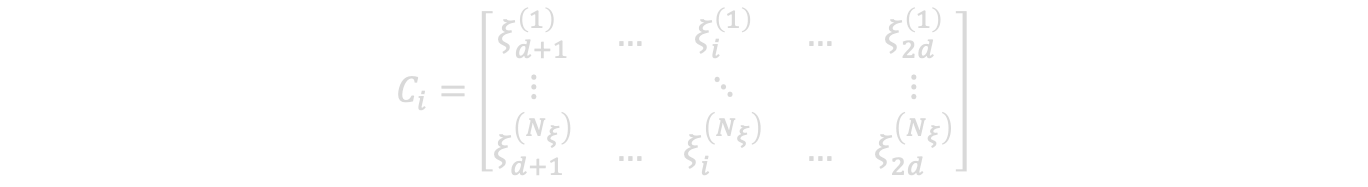 C_i = [ ξ_{d+1}^{(1)} … ξ_i^{(1)} … ξ_{2d}^{(1)}
⋮ ⋱ ⋮
ξ_{d+1}^{(N_ξ)} … ξ_i^{(N_ξ)} … ξ_{2d}^{(N_ξ)} ]